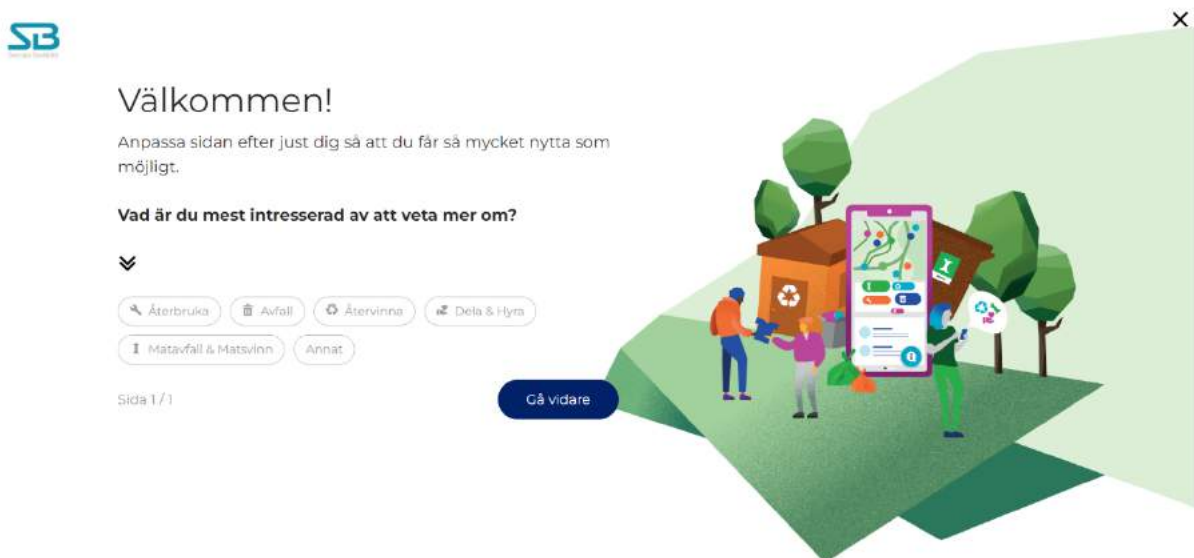 SB
Välkommen!
Anpassa sidan efter just dig så att du får så mycket nytta som
möjligt.
Vad är du mest intresserad av att veta mer om?
Återbruka
Avfall
Återvinna
Dela & Hyra
Matavfall & Matsvinn
Annat
Sida 1 / 1
Gå vidare